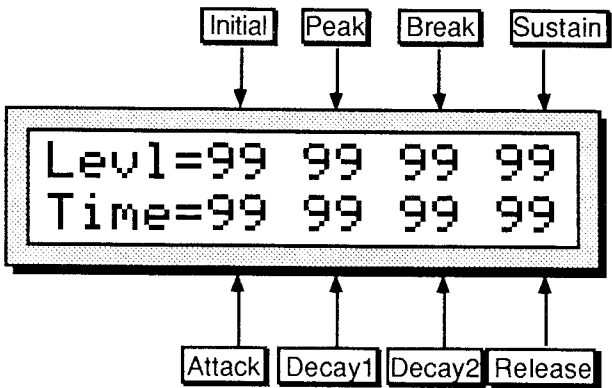 Initial Peak Break Sustain
Levl=99 99 99 99
Time=99 99 99 99
Attack Decay1 Decay2 Release